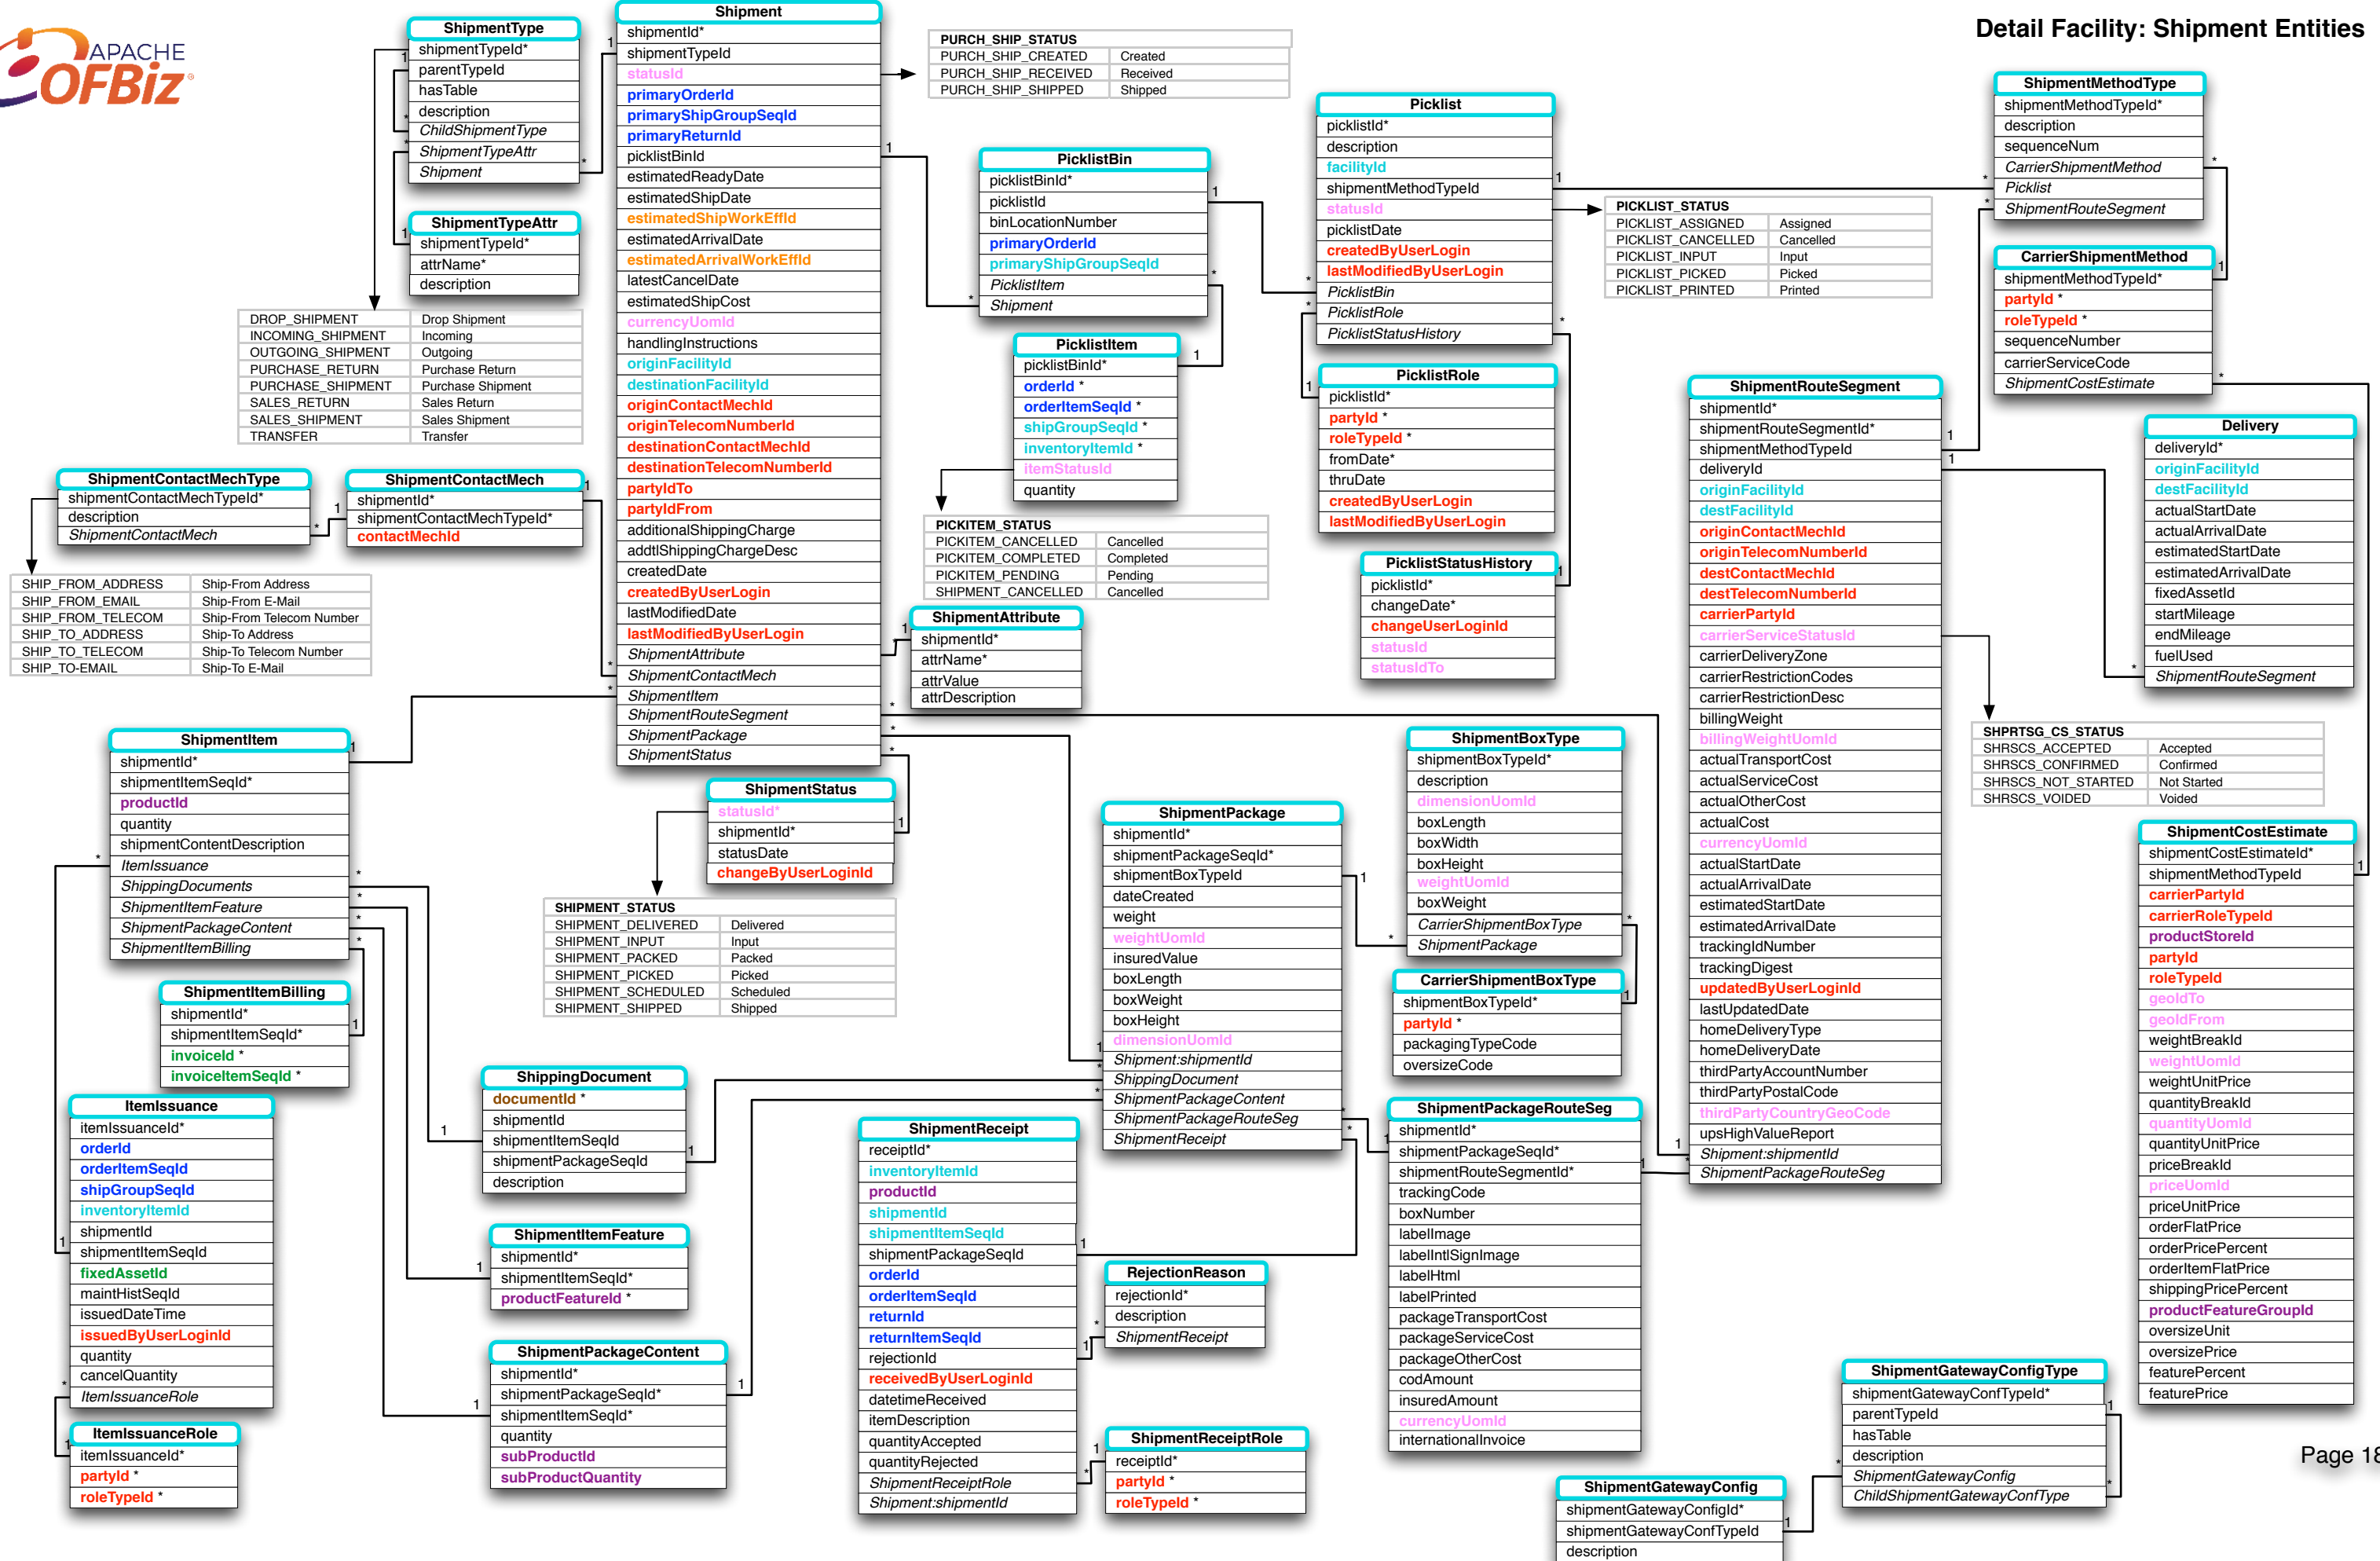 APACHE
OFBiz®
Detail Facility: Shipment Entities
ShipmentType
shipmentTypeId*
parentTypeId
hasTable
description
ChildShipmentType
ShipmentTypeAttr
Shipment
ShipmentTypeAttr
shipmentTypeId*
attrName*
description
DROP_SHIPMENT Drop Shipment
INCOMING_SHIPMENT Incoming
OUTGOING_SHIPMENT Outgoing
PURCHASE_RETURN Purchase Return
PURCHASE_SHIPMENT Purchase Shipment
SALES_RETURN Sales Return
SALES_SHIPMENT Sales Shipment
TRANSFER Transfer
Shipment
shipmentId*
shipmentTypeId
statusId
primaryOrderId
primaryShipGroupSeqId
primaryReturnId
picklistBinId
estimatedReadyDate
estimatedShipDate
estimatedShipWorkEffId
estimatedArrivalDate
estimatedArrivalWorkEffId
latestCancelDate
estimatedShipCost
currencyUomId
handlingInstructions
originFacilityId
destinationFacilityId
originContactMechId
originTelecomNumberId
destinationContactMechId
destinationTelecomNumberId
partyIdTo
partyIdFrom
additionalShippingCharge
addtlShippingChargeDesc
createdDate
createdByUserLogin
lastModifiedDate
lastModifiedByUserLogin
ShipmentAttribute
ShipmentContactMech
ShipmentItem
ShipmentRouteSegment
ShipmentPackage
ShipmentStatus
PURCH_SHIP_STATUS
PURCH_SHIP_CREATED Created
PURCH_SHIP_RECEIVED Received
PURCH_SHIP_SHIPPED Shipped
PicklistBin
picklistBinId*
picklistId
binLocationNumber
primaryOrderId
primaryShipGroupSeqId
PicklistItem
Shipment
PicklistItem
picklistBinId*
orderId *
orderItemSeqId *
shipGroupSeqId *
inventoryItemId *
itemStatusId
quantity
PICKITEM_STATUS
PICKITEM_CANCELLED Cancelled
PICKITEM_COMPLETED Completed
PICKITEM_PENDING Pending
SHIPMENT_CANCELLED Cancelled
Picklist
picklistId*
description
facilityId
shipmentMethodTypeId
statusId
picklistDate
createdByUserLogin
lastModifiedByUserLogin
PicklistBin
PicklistRole
PicklistStatusHistory
PicklistRole
picklistId*
partyId *
roleTypeId *
fromDate*
thruDate
createdByUserLogin
lastModifiedByUserLogin
PicklistStatusHistory
picklistId*
changeDate*
changeUserLoginId
statusId
statusIdTo
PICKLIST_STATUS
PICKLIST_ASSIGNED Assigned
PICKLIST_CANCELLED Cancelled
PICKLIST_INPUT Input
PICKLIST_PICKED Picked
PICKLIST_PRINTED Printed
ShipmentMethodType
shipmentMethodTypeId*
description
sequenceNum
CarrierShipmentMethod
Picklist
ShipmentRouteSegment
CarrierShipmentMethod
shipmentMethodTypeId*
partyId *
roleTypeId *
sequenceNumber
carrierServiceCode
ShipmentCostEstimate
ShipmentRouteSegment
shipmentId*
shipmentRouteSegmentId*
shipmentMethodTypeId
deliveryId
originFacilityId
destFacilityId
originContactMechId
originTelecomNumberId
destContactMechId
destTelecomNumberId
carrierPartyId
carrierServiceStatusId
carrierDeliveryZone
carrierRestrictionCodes
carrierRestrictionDesc
billingWeight
billingWeightUomId
actualTransportCost
actualServiceCost
actualOtherCost
actualCost
currencyUomId
actualStartDate
actualArrivalDate
estimatedStartDate
estimatedArrivalDate
trackingIdNumber
trackingDigest
updatedByUserLoginId
lastUpdatedDate
homeDeliveryType
homeDeliveryDate
thirdPartyAccountNumber
thirdPartyPostalCode
thirdPartyCountryGeoCode
upsHighValueReport
Shipment:shipmentId
ShipmentPackageRouteSeg
Delivery
deliveryId*
originFacilityId
destFacilityId
actualStartDate
actualArrivalDate
estimatedStartDate
estimatedArrivalDate
fixedAssetId
startMileage
endMileage
fuelUsed
ShipmentRouteSegment
SHPRTSG_CS_STATUS
SHRSCS_ACCEPTED Accepted
SHRSCS_CONFIRMED Confirmed
SHRSCS_NOT_STARTED Not Started
SHRSCS_VOIDED Voided
ShipmentContactMechType
shipmentContactMechTypeId*
description
ShipmentContactMech
ShipmentContactMech
shipmentId*
shipmentContactMechTypeId*
contactMechId
SHIP_FROM_ADDRESS Ship-From Address
SHIP_FROM_EMAIL Ship-From E-Mail
SHIP_FROM_TELECOM Ship-From Telecom Number
SHIP_TO_ADDRESS Ship-To Address
SHIP_TO_TELECOM Ship-To Telecom Number
SHIP_TO-EMAIL Ship-To E-Mail
ShipmentAttribute
shipmentId*
attrName*
attrValue
attrDescription
ShipmentItem
shipmentId*
shipmentItemSeqId*
productId
quantity
shipmentContentDescription
ItemIssuance
ShippingDocuments
ShipmentItemFeature
ShipmentPackageContent
ShipmentItemBilling
ShipmentItemBilling
shipmentId*
shipmentItemSeqId*
invoiceId *
invoiceItemSeqId *
ItemIssuance
itemIssuanceId*
orderId
orderItemSeqId
shipGroupSeqId
inventoryItemId
shipmentId
shipmentItemSeqId
fixedAssetId
maintHistSeqId
issuedDateTime
issuedByUserLoginId
quantity
cancelQuantity
ItemIssuanceRole
ItemIssuanceRole
itemIssuanceId*
partyId *
roleTypeId *
ShipmentStatus
statusId*
shipmentId*
statusDate
changeByUserLoginId
SHIPMENT_STATUS
SHIPMENT_DELIVERED Delivered
SHIPMENT_INPUT Input
SHIPMENT_PACKED Packed
SHIPMENT_PICKED Picked
SHIPMENT_SCHEDULED Scheduled
SHIPMENT_SHIPPED Shipped
ShippingDocument
documentId *
shipmentId
shipmentItemSeqId
shipmentPackageSeqId
description
ShipmentItemFeature
shipmentId*
shipmentItemSeqId*
productFeatureId *
ShipmentPackageContent
shipmentId*
shipmentPackageSeqId*
shipmentItemSeqId*
quantity
subProductId
subProductQuantity
ShipmentPackage
shipmentId*
shipmentPackageSeqId*
shipmentBoxTypeId
dateCreated
weight
weightUomId
insuredValue
boxLength
boxWeight
boxHeight
dimensionUomId
Shipment:shipmentId
ShippingDocument
ShipmentPackageContent
ShipmentPackageRouteSeg
ShipmentReceipt
ShipmentBoxType
shipmentBoxTypeId*
description
dimensionUomId
boxLength
boxWidth
boxHeight
weightUomId
boxWeight
CarrierShipmentBoxType
ShipmentPackage
CarrierShipmentBoxType
shipmentBoxTypeId*
partyId *
packagingTypeCode
oversizeCode
ShipmentReceipt
receiptId*
inventoryItemId
productId
shipmentId
shipmentItemSeqId
shipmentPackageSeqId
orderId
orderItemSeqId
returnId
returnItemSeqId
rejectionId
receivedByUserLoginId
datetimeReceived
itemDescription
quantityAccepted
quantityRejected
ShipmentReceiptRole
Shipment:shipmentId
RejectionReason
rejectionId*
description
ShipmentReceipt
ShipmentReceiptRole
receiptId*
partyId *
roleTypeId *
ShipmentPackageRouteSeg
shipmentId*
shipmentPackageSeqId*
shipmentRouteSegmentId*
trackingCode
boxNumber
labelImage
labelIntlSignImage
labelHtml
labelPrinted
packageTransportCost
packageServiceCost
packageOtherCost
codAmount
insuredAmount
currencyUomId
internationalInvoice
ShipmentCostEstimate
shipmentCostEstimateId*
shipmentMethodTypeId
carrierPartyId
carrierRoleTypeId
productStoreId
partyId
roleTypeId
geoIdTo
geoIdFrom
weightBreakId
weightUomId
weightUnitPrice
quantityBreakId
quantityUomId
quantityUnitPrice
priceBreakId
priceUomId
priceUnitPrice
orderFlatPrice
orderPricePercent
orderItemFlatPrice
shippingPricePercent
productFeatureGroupId
oversizeUnit
oversizePrice
featurePercent
featurePrice
ShipmentGatewayConfigType
shipmentGatewayConfTypeId*
parentTypeId
hasTable
description
ShipmentGatewayConfig
ChildShipmentGatewayConfType
ShipmentGatewayConfig
shipmentGatewayConfigId*
shipmentGatewayConfTypeId
description
Page 18